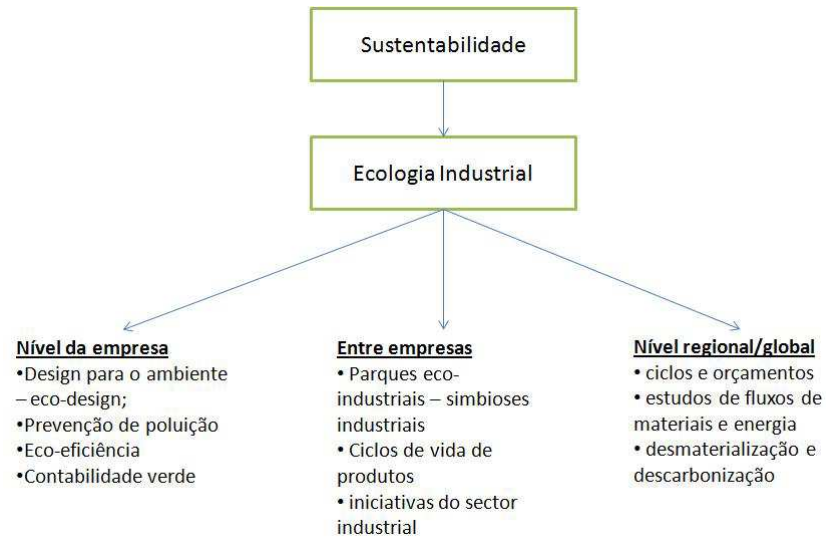 Sustentabilidade
Ecologia Industrial
Nível da empresa
•Design para o ambiente
– eco-design;
•Prevenção de poluição
•Eco-eficiência
•Contabilidade verde
Entre empresas
• Parques eco-
industriais – simbioses
industriais
• Ciclos de vida de
produtos
• iniciativas do sector
industrial
Nível regional/global
• ciclos e orçamentos
• estudos de fluxos de
materiais e energia
• desmaterialização e
descarbonização